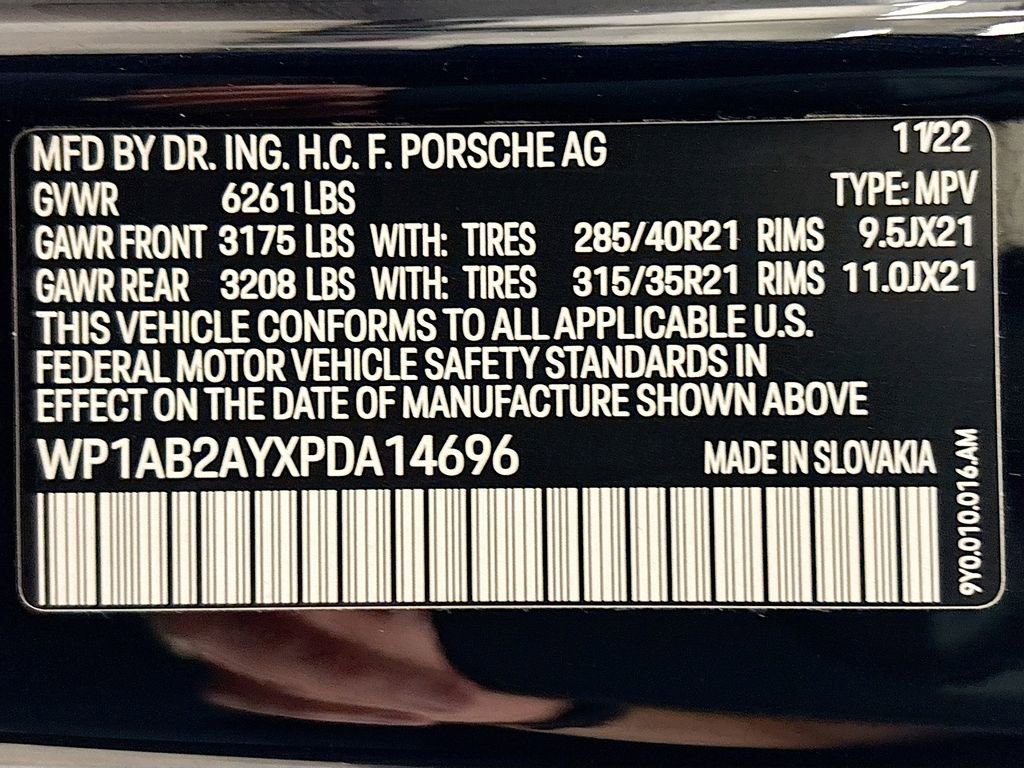 MFD BY DR. ING. H.C. F. PORSCHE AG 11/22
GVWR 6261 LBS TYPE: MPV
GAWR FRONT 3175 LBS WITH: TIRES 285/40R21 RIMS 9.5JX21
GAWR REAR 3208 LBS WITH: TIRES 315/35R21 RIMS 11.0JX21
THIS VEHICLE CONFORMS TO ALL APPLICABLE U.S.
FEDERAL MOTOR VEHICLE SAFETY STANDARDS IN
EFFECT ON THE DATE OF MANUFACTURE SHOWN ABOVE
WP1AB2AYXPDA14696 MADE IN SLOVAKIA
9Y0.010.016.AM